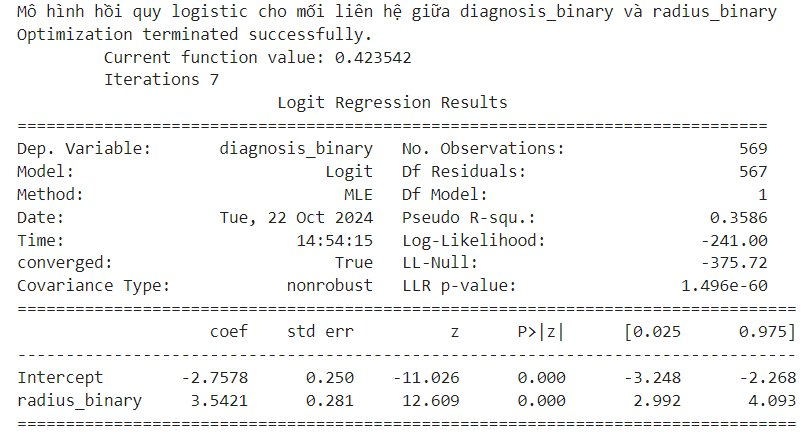 Mô hình hồi quy logistic cho mối liên hệ giữa diagnosis_binary và radius_binary
Optimization terminated successfully.
         Current function value: 0.423542
         Iterations 7
                           Logit Regression Results
==============================================================================
Dep. Variable:       diagnosis_binary   No. Observations:                  569
Model:                          Logit   Df Residuals:                      567
Method:                           MLE   Df Model:                            1
Date:                Tue, 22 Oct 2024   Pseudo R-squ.:                  0.3586
Time:                        14:54:15   Log-Likelihood:                -241.00
converged:                       True   LL-Null:                       -375.72
Covariance Type:            nonrobust   LLR p-value:                 1.496e-60
=================================================================================
                    coef    std err          z      P>|z|      [0.025      0.975]
---------------------------------------------------------------------------------
Intercept        -2.7578      0.250    -11.026      0.000      -3.248      -2.268
radius_binary     3.5421      0.281     12.609      0.000       2.992       4.093
=================================================================================